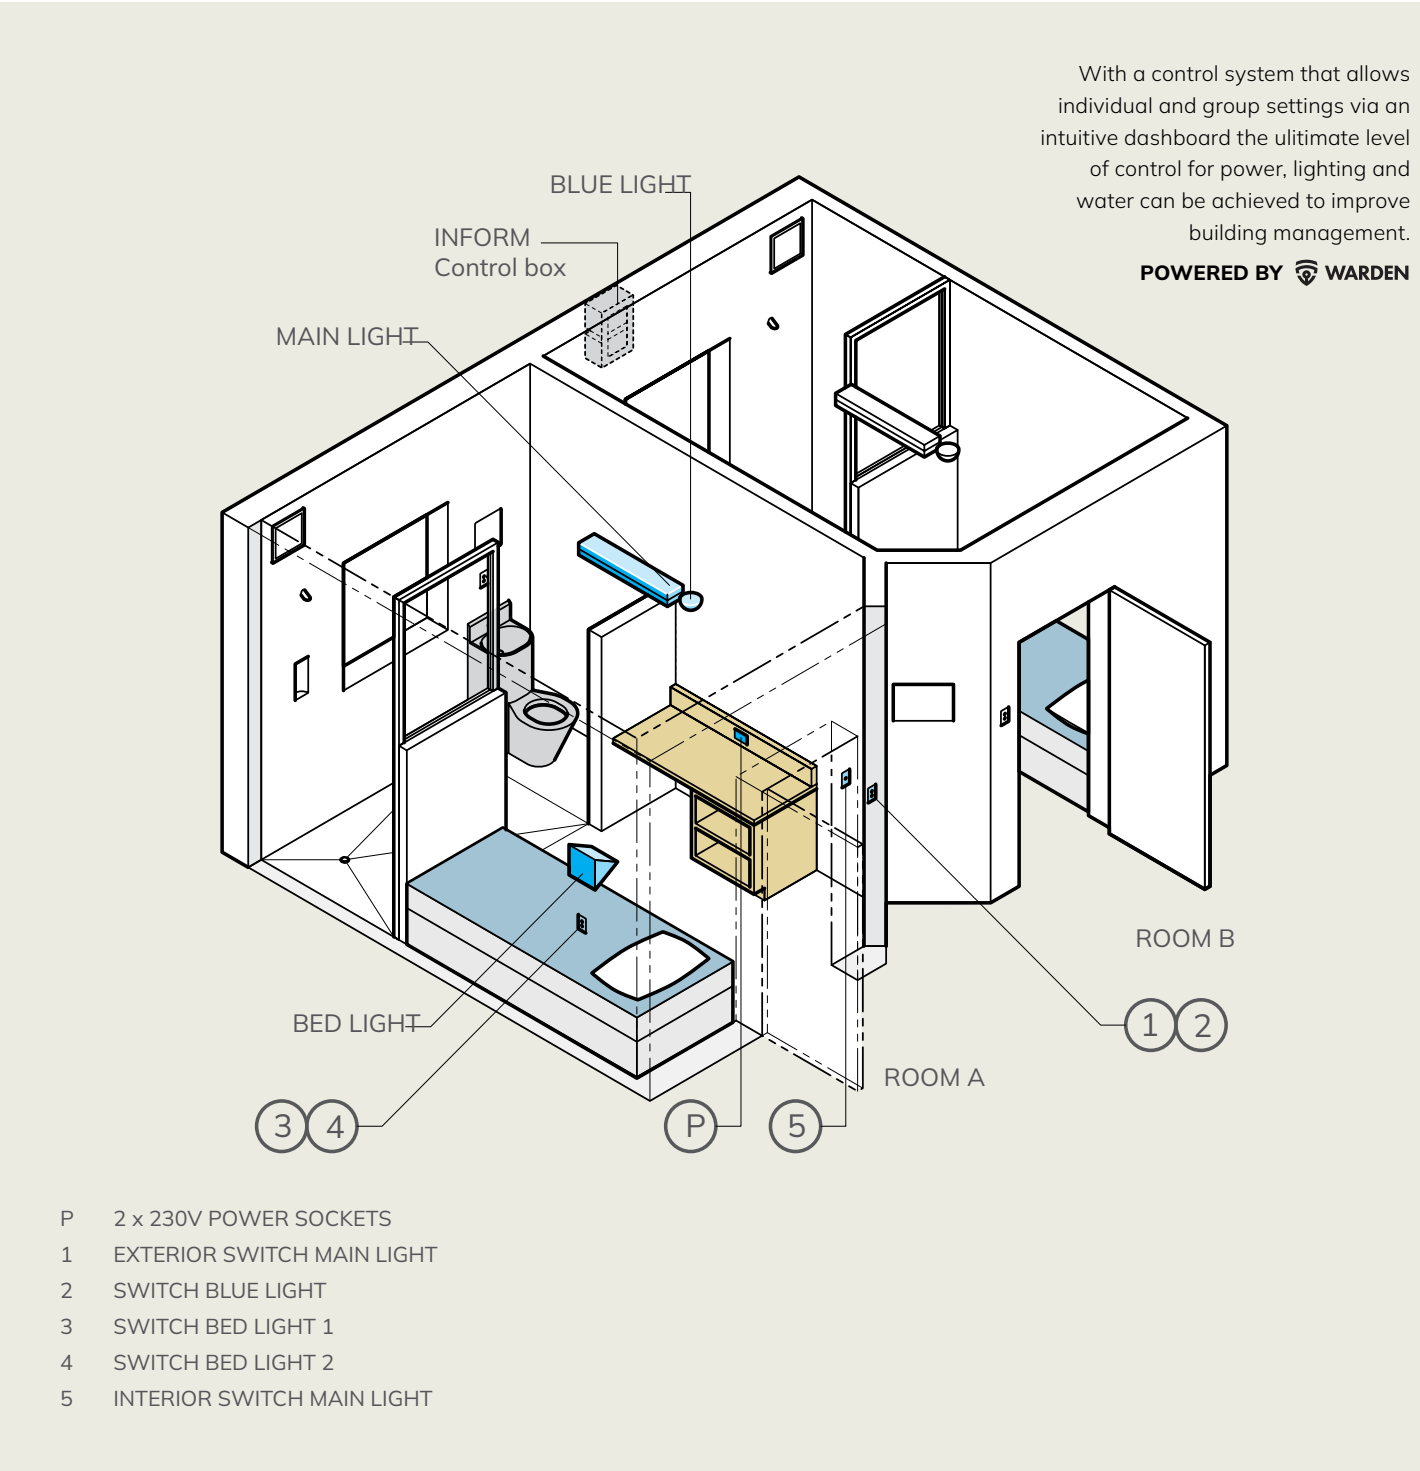 With a control system that allows
individual and group settings via an
intuitive dashboard the ulitimate level
of control for power, lighting and
water can be achieved to improve
building management.
POWERED BY WARDEN
BLUE LIGHT
INFORM
Control box
MAIN LIGHT
ROOM B
BED LIGHT
1 2
ROOM A
3 4
P
5
P 2 x 230V POWER SOCKETS
1 EXTERIOR SWITCH MAIN LIGHT
2 SWITCH BLUE LIGHT
3 SWITCH BED LIGHT 1
4 SWITCH BED LIGHT 2
5 INTERIOR SWITCH MAIN LIGHT